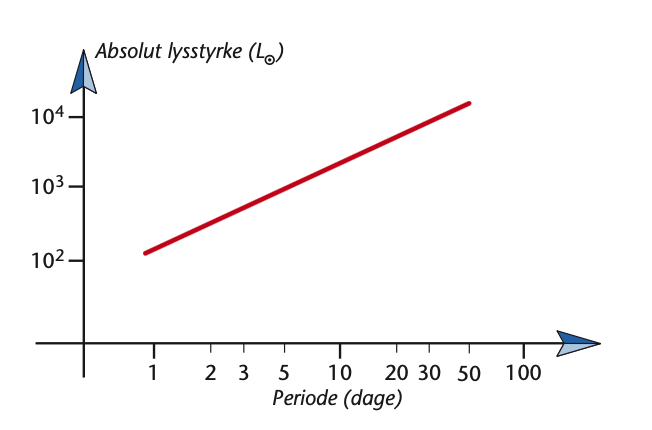 Absolut lysstyrke (L☉)
10⁴
10³
10²
1 2 3 5 10 20 30 50 100
Periode (dage)